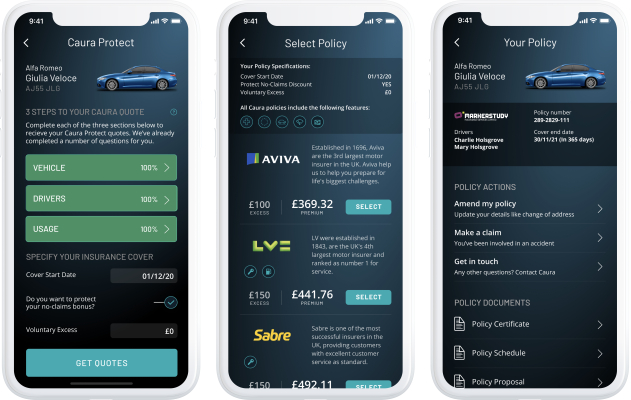 9:41
Caura Protect
Alfa Romeo
Giulia Veloce
AJ55 JLG
3 STEPS TO YOUR CAURA QUOTE
Complete each of the three sections below to
recieve your Caura Protect quotes. We've already
completed a number of questions for you.
VEHICLE 100%
DRIVERS 100%
USAGE 100%
SPECIFY YOUR INSURANCE COVER
Cover Start Date 01/12/20
Do you want to protect
your no-claims bonus?
Voluntary Excess £0
GET QUOTES
9:41
Select Policy
Your Policy Specifications:
Cover Start Date 01/12/20
Protect No-Claims Discount YES
Voluntary Excess £0
All Caura policies include the following features:
AVIVA
Established in 1696, Aviva
are the 3rd largest motor
insurer in the UK. Aviva help
us to help you prepare for
life's biggest challenges.
£100 £369.32 SELECT
EXCESS PREMIUM
LV=
LV were established in
1843, are the UK's 4th
largest motor insurer and
ranked as number 1 for
service.
£150 £441.76 SELECT
EXCESS PREMIUM
Sabre
Sabre is one of the most
successful insurers in the
UK, providing customers
with excellent customer
service as standard.
£150 £492.11 SELECT
9:41
Your Policy
Alfa Romeo
Giulia Veloce
AJ55 JLG
MARKERSTUDY
Policy number
289-2829-111
Drivers
Charlie Holsgrove
Mary Holsgrove
Cover end date
30/11/21 (in 365 days)
POLICY ACTIONS
Amend my policy
Update your details like change of address
Make a claim
You've been involved in an accident
Get in touch
Any other questions? Contact Caura
POLICY DOCUMENTS
Policy Certificate
Policy Schedule
Policy Proposal